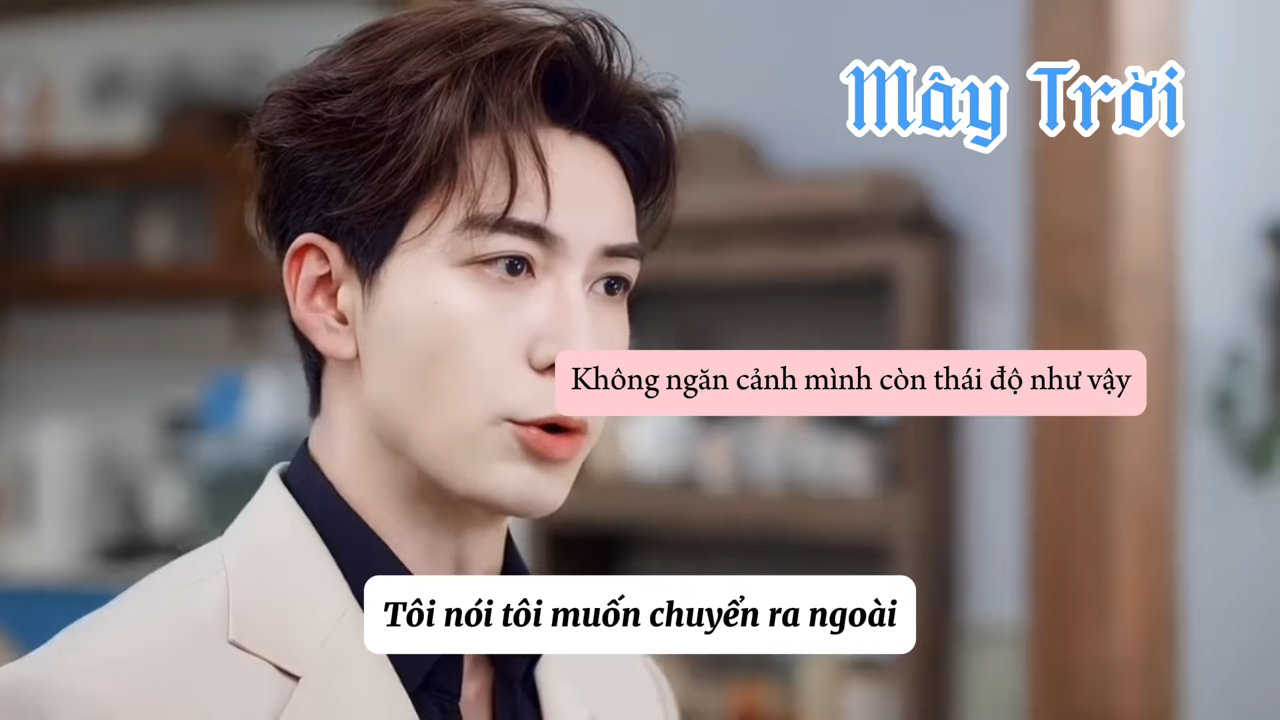 Mây Trời
Không ngăn cảnh mình còn thái độ như vậy
Tôi nói tôi muốn chuyển ra ngoài